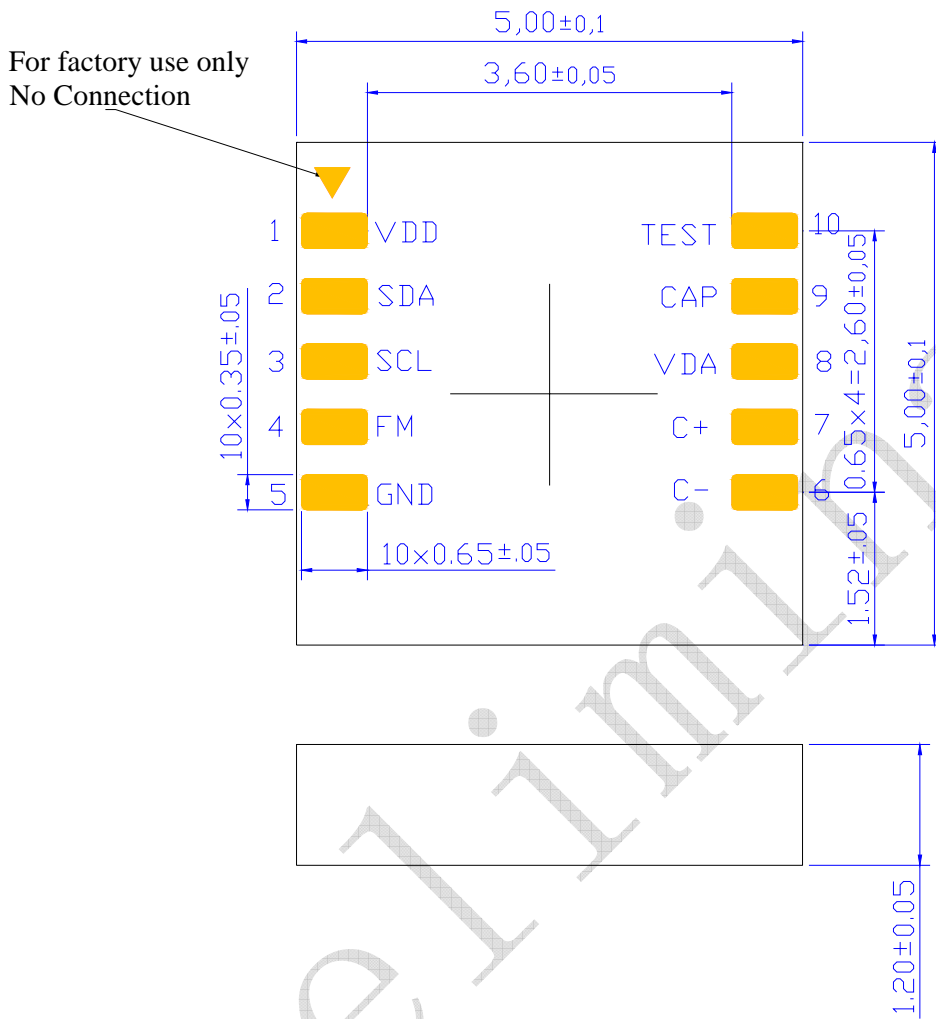 5,00±0,1
For factory use only
No Connection
3,60±0,05
1 VDD
TEST 10
2 SDA
CAP 9
3 SCL
VDA 8
4 FM
C+ 7
5 GND
C- 6
10×0.35±.05
0.65×4=2,60±0,05
5,00±0,1
10×0.65±.05
1.52±.05
1.20±0.05
elimin